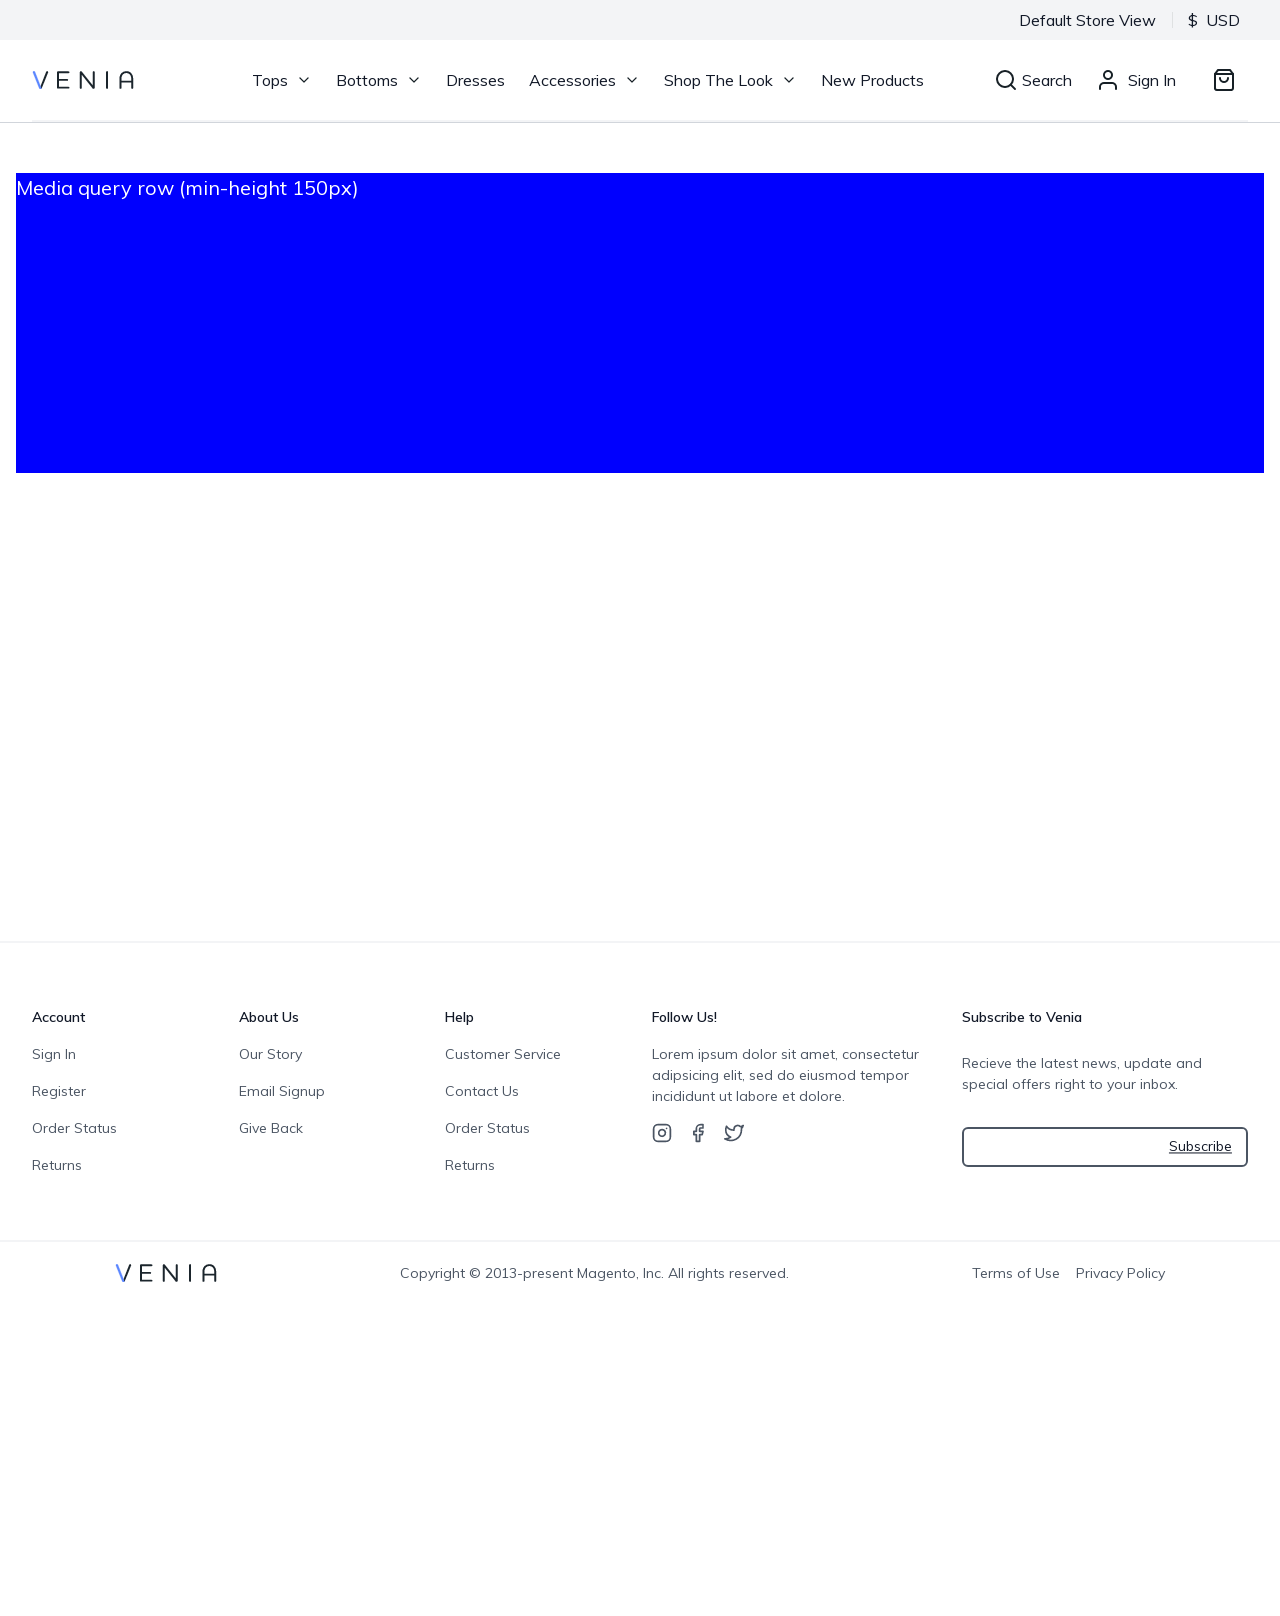 Default Store View
$ USD
VENIA
Tops
Bottoms
Dresses
Accessories
Shop The Look
New Products
Search
Sign In
Media query row (min-height 150px)
Account
Sign In
Register
Order Status
Returns
About Us
Our Story
Email Signup
Give Back
Help
Customer Service
Contact Us
Order Status
Returns
Follow Us!
Lorem ipsum dolor sit amet, consectetur
adipsicing elit, sed do eiusmod tempor
incididunt ut labore et dolore.
Subscribe to Venia
Recieve the latest news, update and
special offers right to your inbox.
Subscribe
VENIA
Copyright © 2013-present Magento, Inc. All rights reserved.
Terms of Use
Privacy Policy